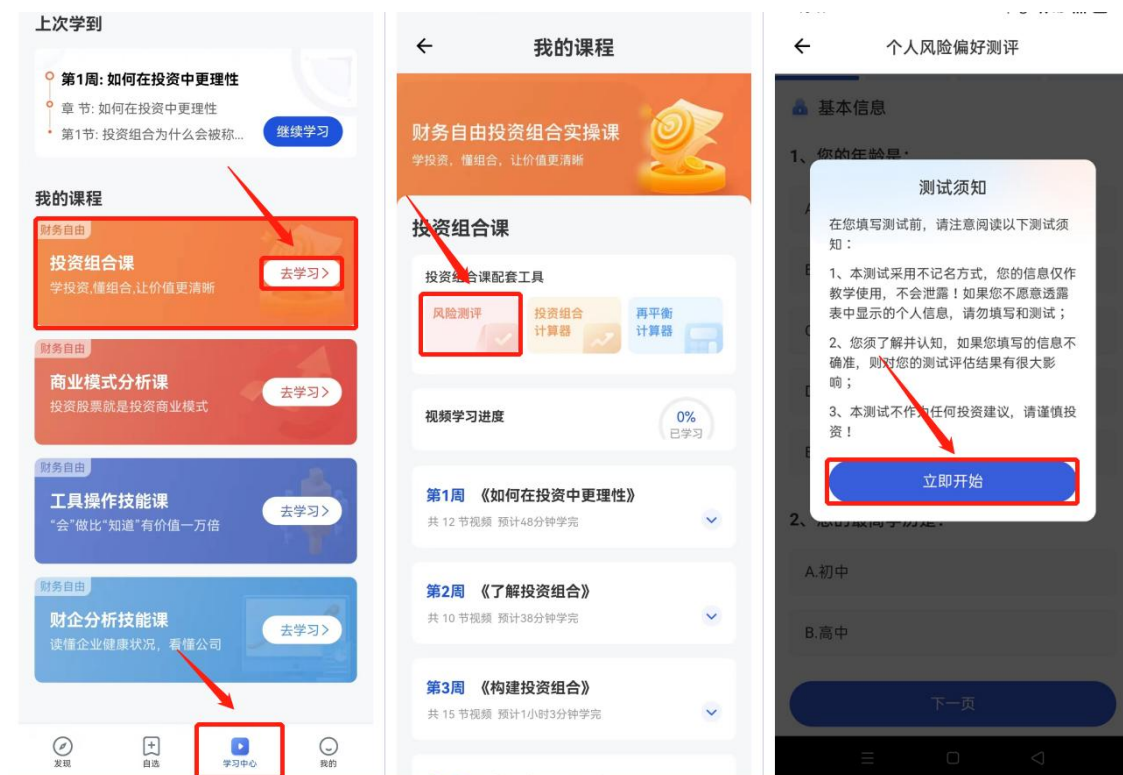 上次学到
第1周: 如何在投资中更理性
章 节: 如何在投资中更理性
第1节: 投资组合为什么会被称...
继续学习
我的课程
财务自由
投资组合课
学投资,懂组合,让价值更清晰
去学习>
财务自由
商业模式分析课
投资股票就是投资商业模式
去学习>
财务自由
工具操作技能课
“会”做比“知道”有价值一万倍
去学习>
财务自由
财企分析技能课
读懂企业健康状况，看懂公司
去学习>
发现
自选
学习中心
我的
我的课程
财务自由投资组合实操课
学投资，懂组合，让价值更清晰
投资组合课
投资组合课配套工具
风险测评
投资组合
计算器
再平衡
计算器
视频学习进度
0%
已学习
第1周 《如何在投资中更理性》
共 12 节视频 预计48分钟学完
第2周 《了解投资组合》
共 10 节视频 预计38分钟学完
第3周 《构建投资组合》
共 15 节视频 预计1小时3分钟学完
个人风险偏好测评
基本信息
1、您的年龄是：
测试须知
在您填写测试前，请注意阅读以下测试须
知：
1、本测试采用不记名方式，您的信息仅作
教学使用，不会泄露！如果您不愿意透露
表中显示的个人信息，请勿填写和测试；
2、您须了解并认知，如果您填写的信息不
确准，则对您的测试评估结果有很大影
响；
3、本测试不作为任何投资建议，请谨慎投
资！
立即开始
2、您的最高学历是：
A.初中
B.高中
下一页